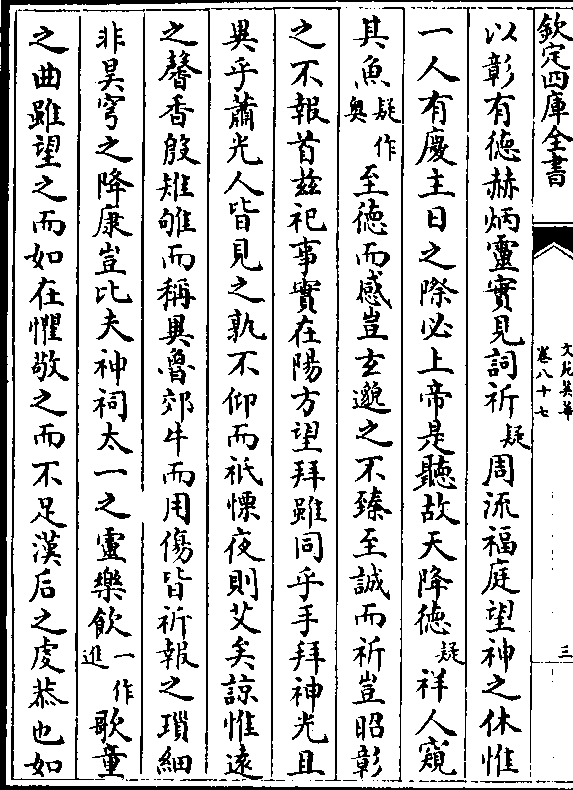 欽定四庫全書
文苑英華
卷八十七
三
以彰有德赫炳靈實見詞祈疑周流福庭望神之休惟
一人有慶主日之際必上帝是聽故天降德疑祥人窺
其魚疑作奥至德而感豈玄邈之不臻至誠而祈豈昭彰
之不報首兹祀事實在陽方望拜雖同乎手拜神光且
異乎蕭光人皆見之孰不仰而祇慄夜則艾矣諒惟遠
之馨香殷雉雊而稱異魯郊牛而用傷皆祈報之瑣細
非昊穹之降康豈比夫神祠太一之靈樂飲一作進歌童
之曲雖望之而如在懼敬之而不足漢后之虔恭也如